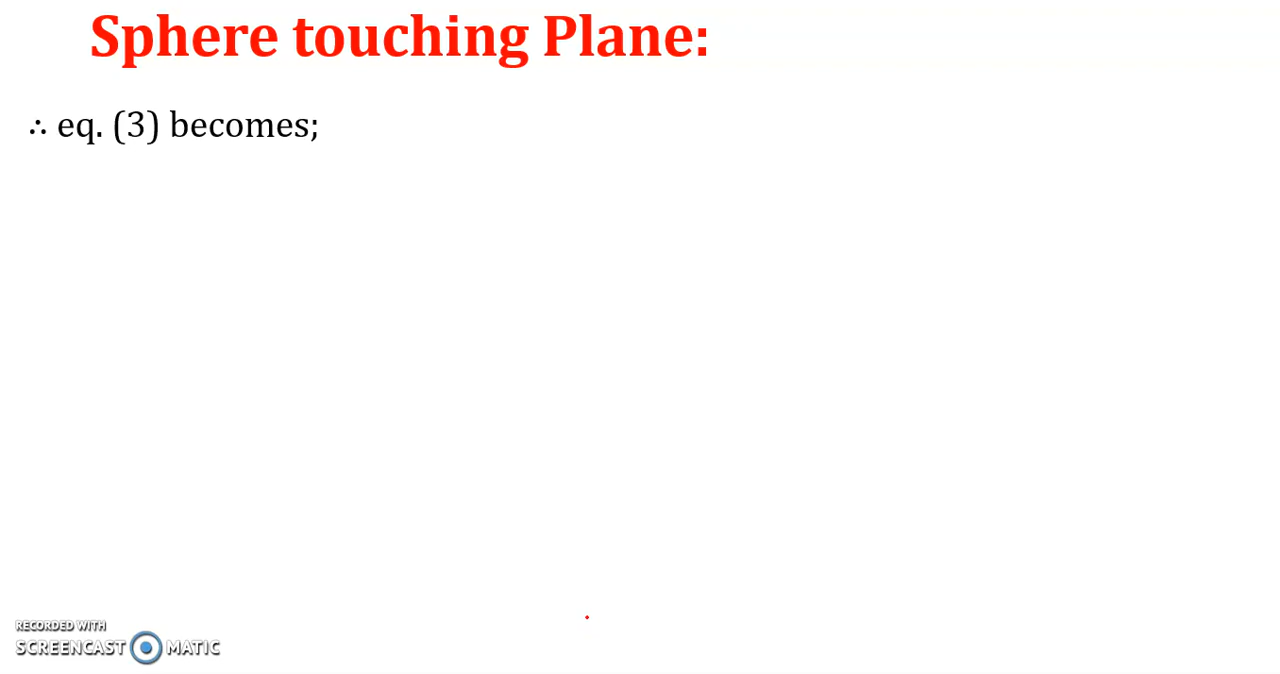 Sphere touching Plane:
∴ eq. (3) becomes;
RECORDED WITH
SCREENCAST MATIC